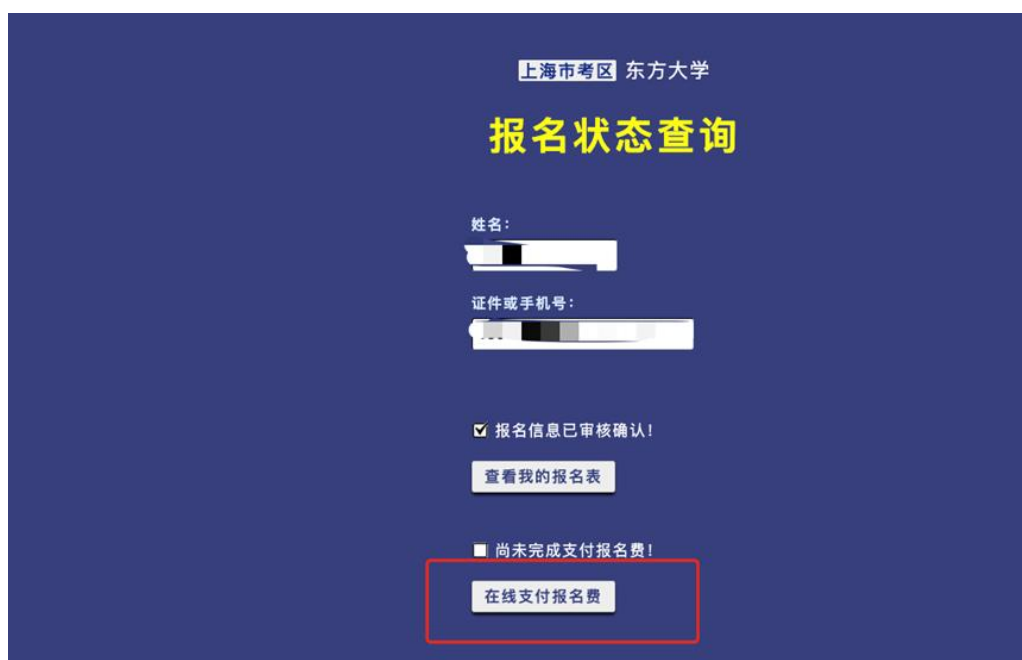 上海市考区 东方大学
报名状态查询
姓名：
证件或手机号：
报名信息已审核确认！
查看我的报名表
尚未完成支付报名费！
在线支付报名费